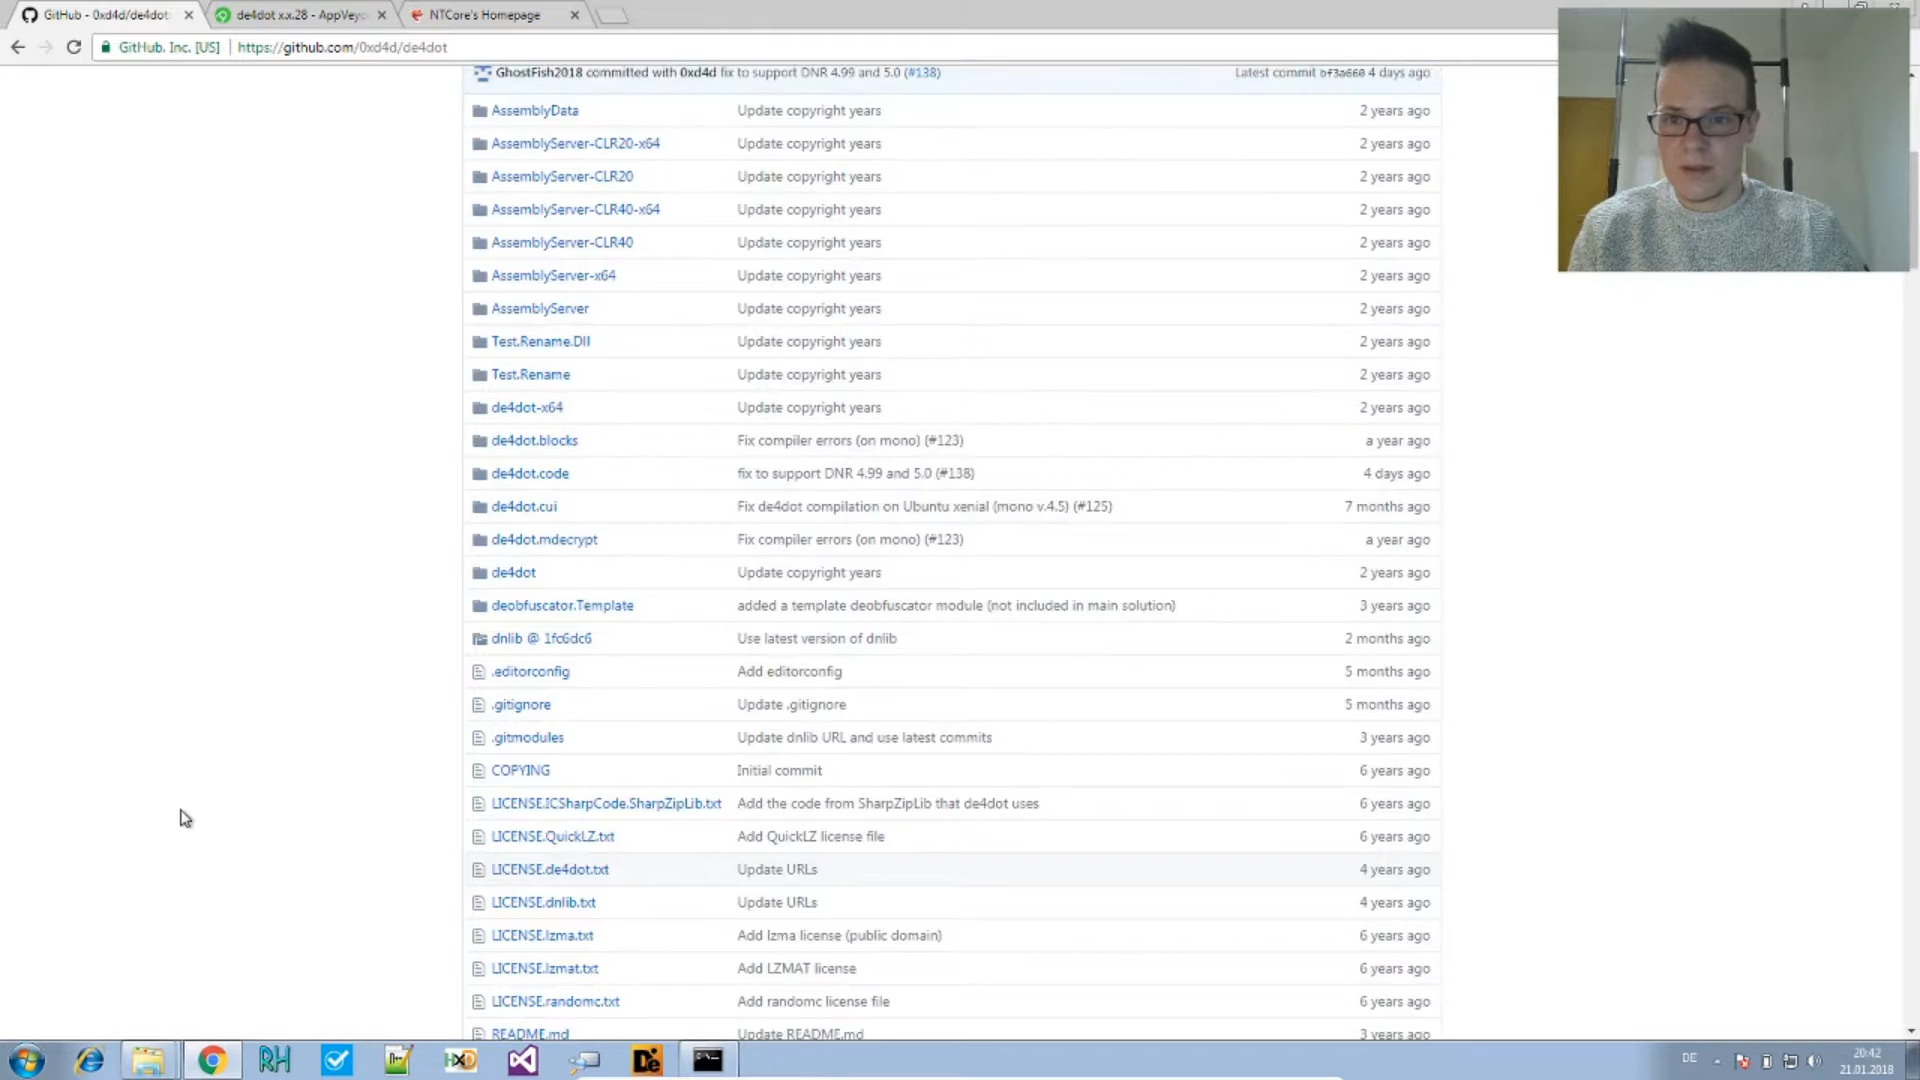 GitHub - 0xd4d/de4dot:
de4dot x.x.28 - AppVeyo
NTCore's Homepage
GitHub, Inc. [US] | https://github.com/0xd4d/de4dot
GhostFish2018 committed with 0xd4d fix to support DNR 4.99 and 5.0 (#138) Latest commit bf3a660 4 days ago
AssemblyData Update copyright years 2 years ago
AssemblyServer-CLR20-x64 Update copyright years 2 years ago
AssemblyServer-CLR20 Update copyright years 2 years ago
AssemblyServer-CLR40-x64 Update copyright years 2 years ago
AssemblyServer-CLR40 Update copyright years 2 years ago
AssemblyServer-x64 Update copyright years 2 years ago
AssemblyServer Update copyright years 2 years ago
Test.Rename.Dll Update copyright years 2 years ago
Test.Rename Update copyright years 2 years ago
de4dot-x64 Update copyright years 2 years ago
de4dot.blocks Fix compiler errors (on mono) (#123) a year ago
de4dot.code fix to support DNR 4.99 and 5.0 (#138) 4 days ago
de4dot.cui Fix de4dot compilation on Ubuntu xenial (mono v.4.5) (#125) 7 months ago
de4dot.mdecrypt Fix compiler errors (on mono) (#123) a year ago
de4dot Update copyright years 2 years ago
deobfuscator.Template added a template deobfuscator module (not included in main solution) 3 years ago
dnlib @ 1fc6dc6 Use latest version of dnlib 2 months ago
.editorconfig Add editorconfig 5 months ago
.gitignore Update .gitignore 5 months ago
.gitmodules Update dnlib URL and use latest commits 3 years ago
COPYING Initial commit 6 years ago
LICENSE.ICSharpCode.SharpZipLib.txt Add the code from SharpZipLib that de4dot uses 6 years ago
LICENSE.QuickLZ.txt Add QuickLZ license file 6 years ago
LICENSE.de4dot.txt Update URLs 4 years ago
LICENSE.dnlib.txt Update URLs 4 years ago
LICENSE.lzma.txt Add lzma license (public domain) 6 years ago
LICENSE.lzmat.txt Add LZMAT license 6 years ago
LICENSE.randomc.txt Add randomc license file 6 years ago
README.md Update README.md 3 years ago
RH
HXD
De
DE
20:42
21.01.2018